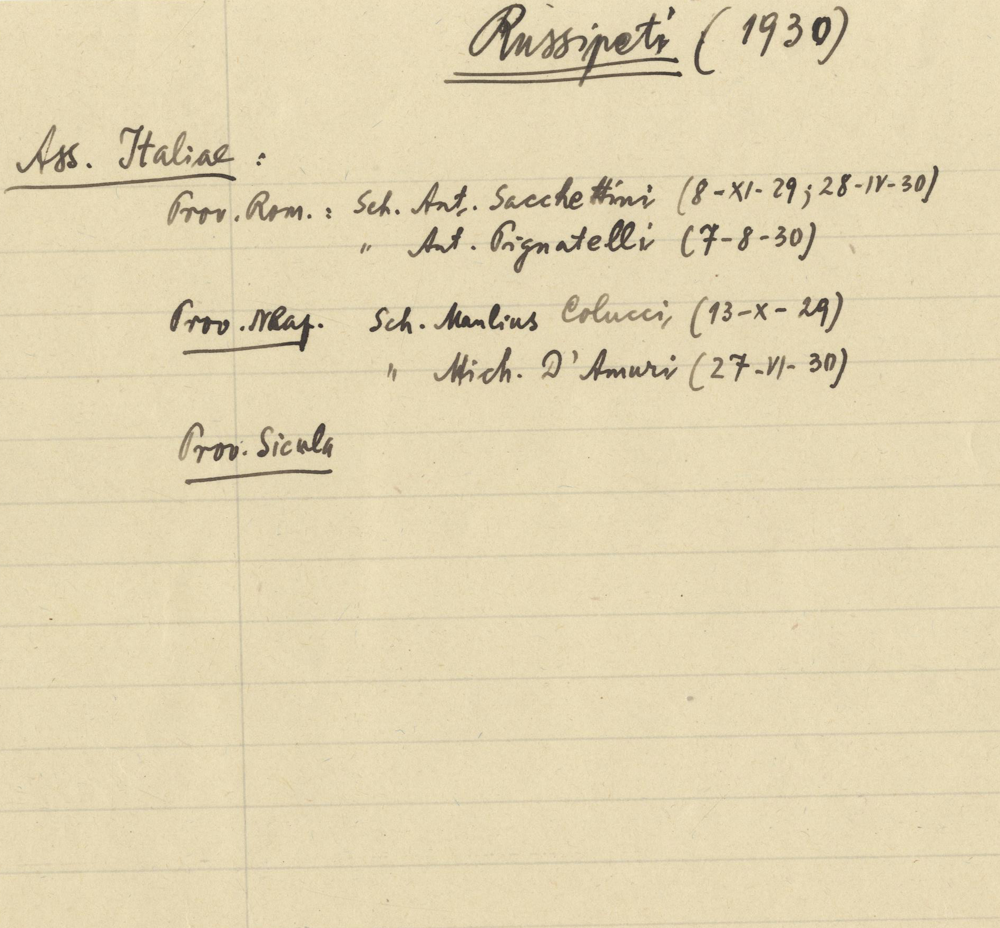 Russipeti (1930)
Ass. Italiae :
Prov. Rom. : Sch. Ant. Sacchettini (8-XI-29; 28-IV-30)
" Ant. Pignatelli (7-8-30)
Prov. Neap. Sch. Manlius Colucci, (13-X-29)
" Mich. D'Amuri (27-VI-30)
Prov. Sicula